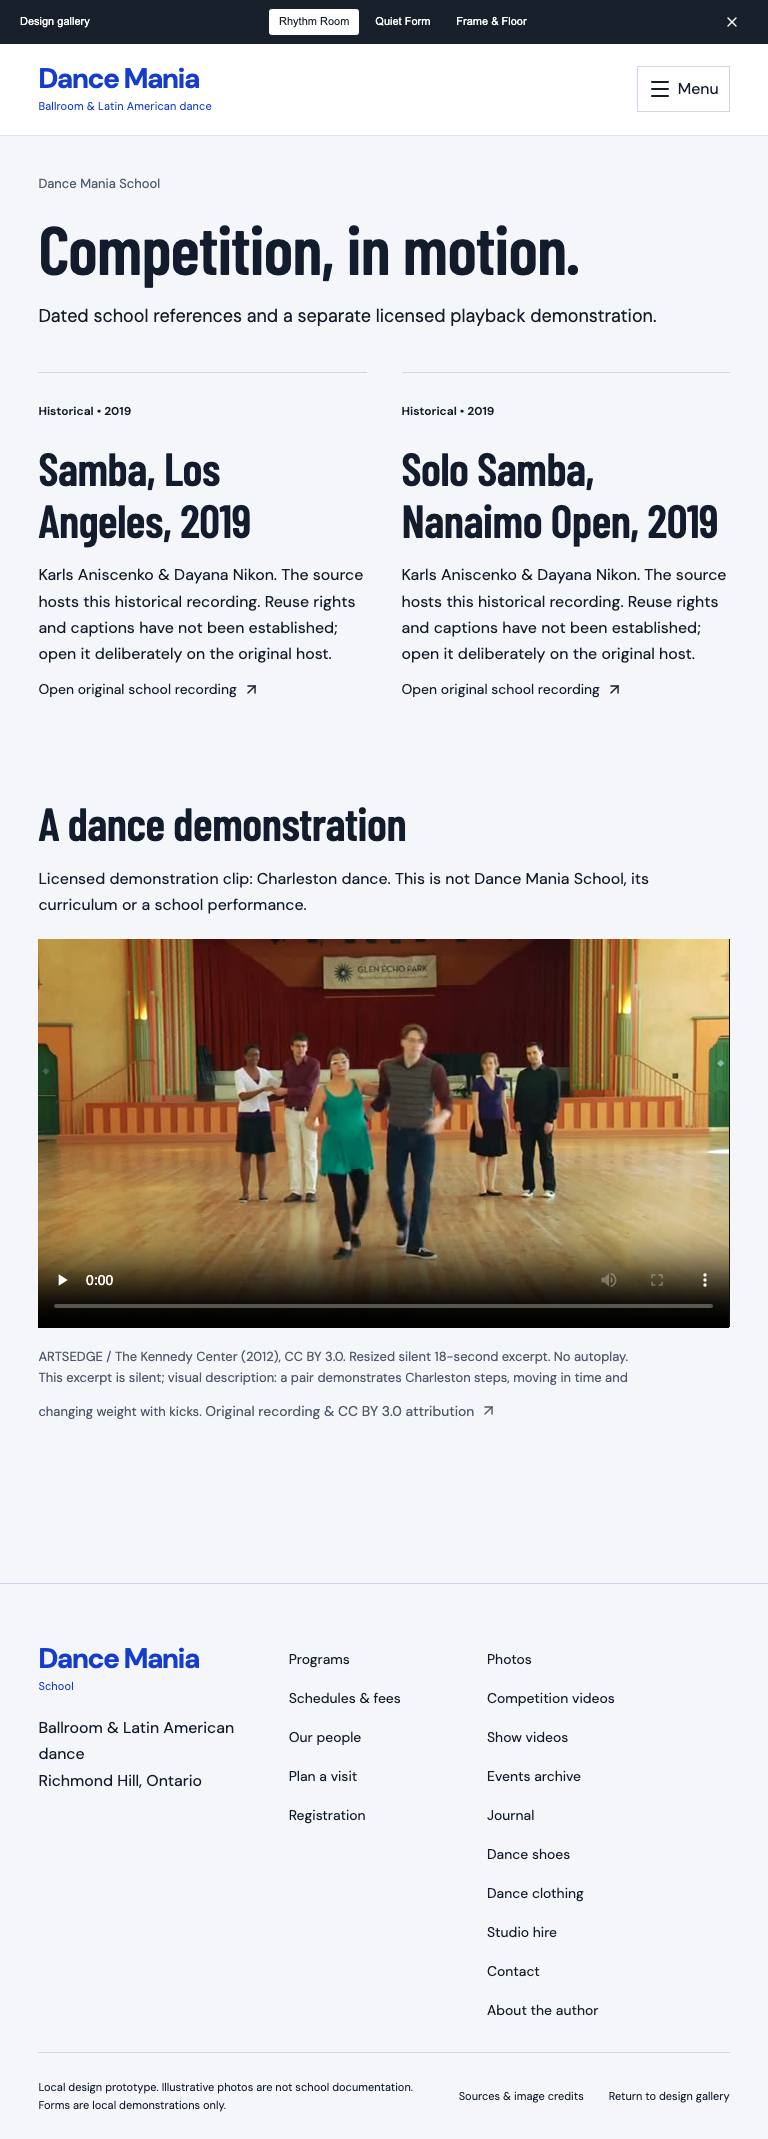 Design gallery
Rhythm Room
Quiet Form
Frame & Floor
Dance Mania
Ballroom & Latin American dance
Menu
Dance Mania School
Competition, in motion.
Dated school references and a separate licensed playback demonstration.
Historical • 2019
Samba, Los
Angeles, 2019
Karls Aniscenko & Dayana Nikon. The source
hosts this historical recording. Reuse rights
and captions have not been established;
open it deliberately on the original host.
Open original school recording
Historical • 2019
Solo Samba,
Nanaimo Open, 2019
Karls Aniscenko & Dayana Nikon. The source
hosts this historical recording. Reuse rights
and captions have not been established;
open it deliberately on the original host.
Open original school recording
A dance demonstration
Licensed demonstration clip: Charleston dance. This is not Dance Mania School, its
curriculum or a school performance.
GLEN ECHO PARK
0:00
ARTSEDGE / The Kennedy Center (2012), CC BY 3.0. Resized silent 18-second excerpt. No autoplay.
This excerpt is silent; visual description: a pair demonstrates Charleston steps, moving in time and
changing weight with kicks. Original recording & CC BY 3.0 attribution
Dance Mania
School
Ballroom & Latin American
dance
Richmond Hill, Ontario
Programs
Schedules & fees
Our people
Plan a visit
Registration
Photos
Competition videos
Show videos
Events archive
Journal
Dance shoes
Dance clothing
Studio hire
Contact
About the author
Local design prototype. Illustrative photos are not school documentation.
Forms are local demonstrations only.
Sources & image credits
Return to design gallery